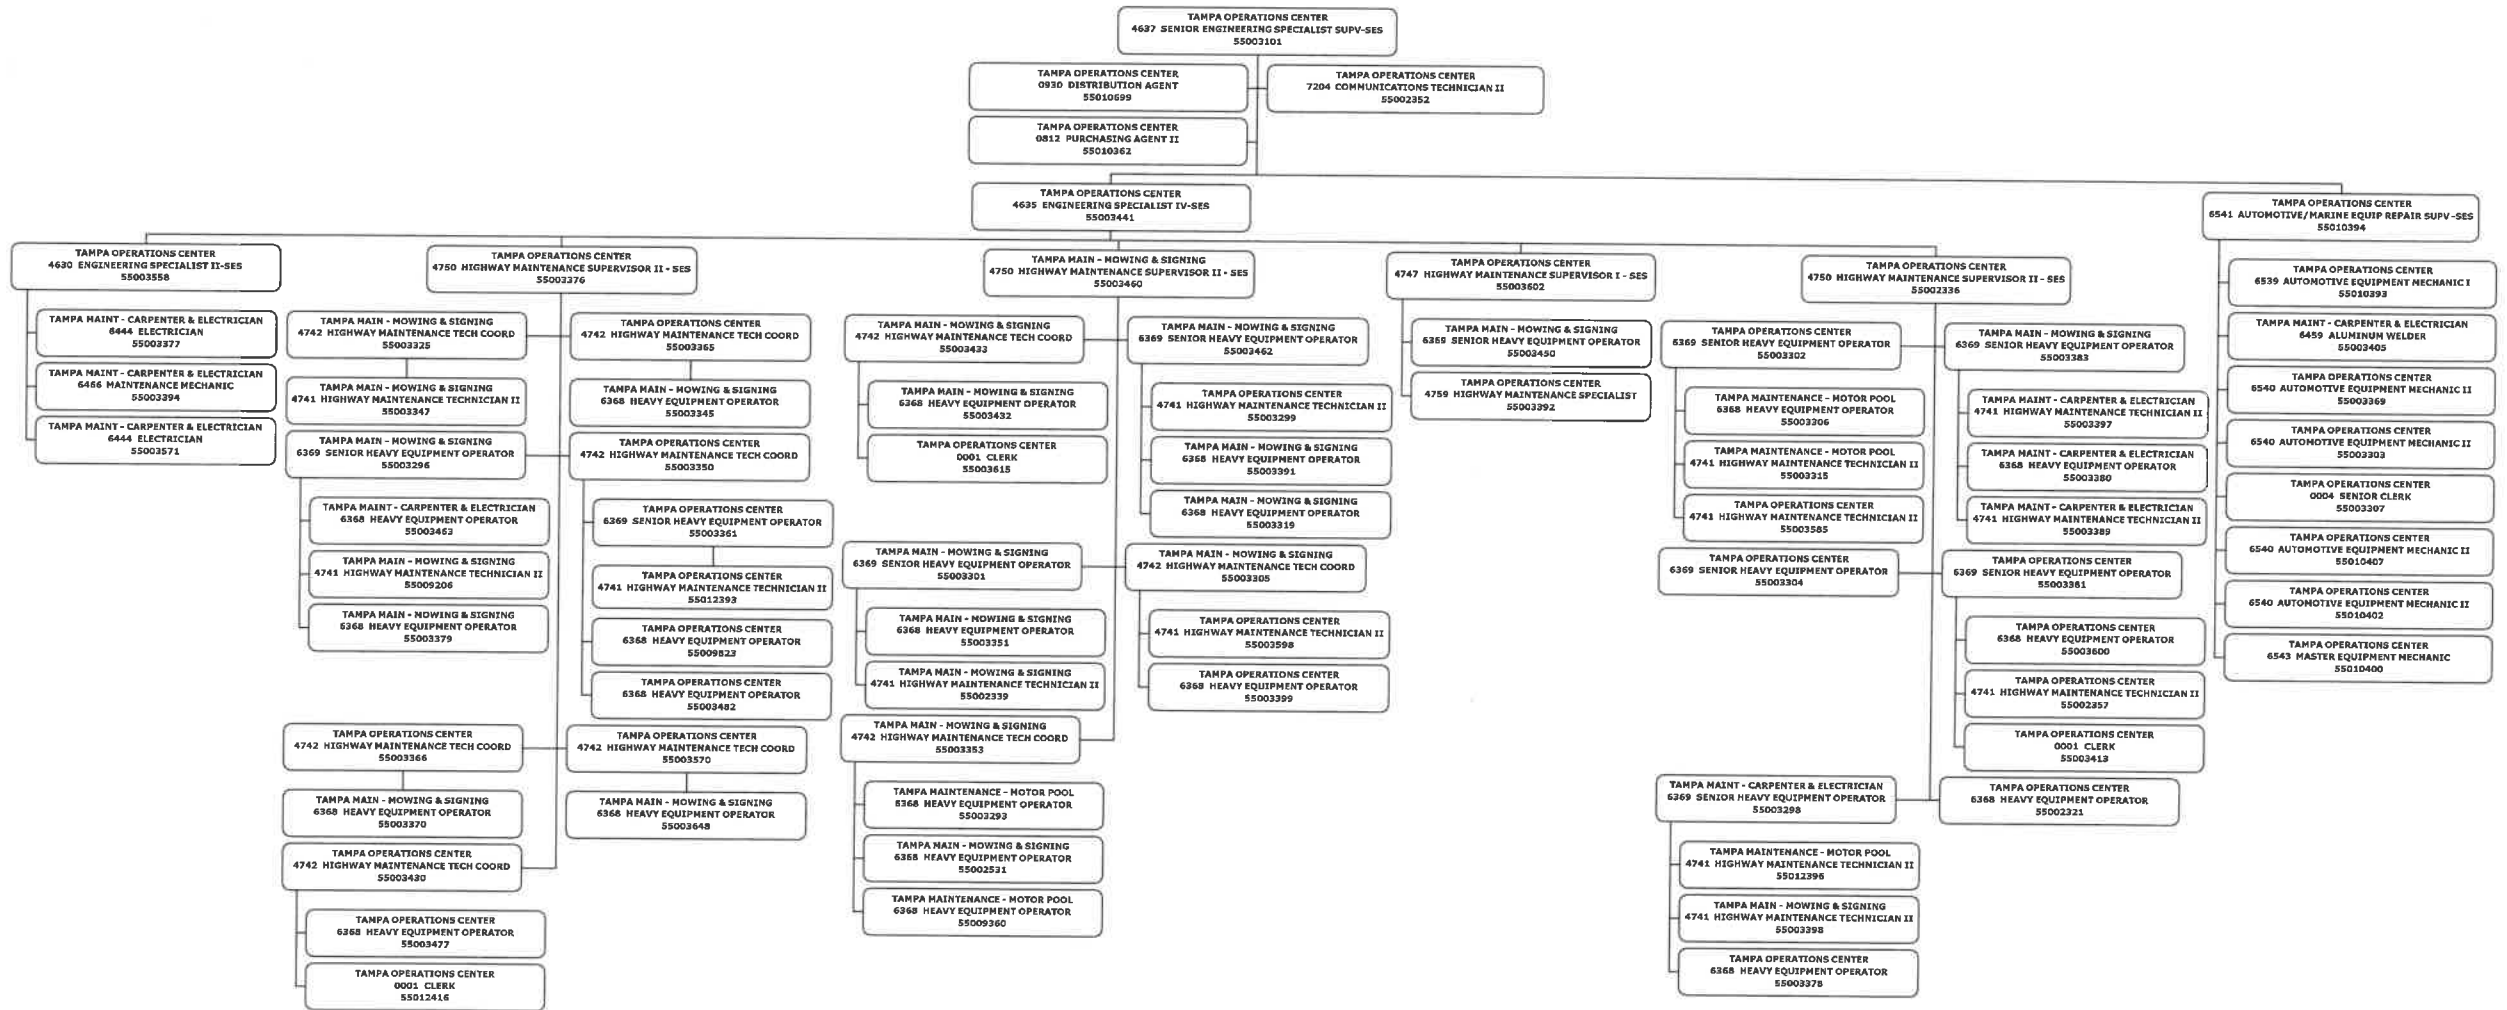 TAMPA OPERATIONS CENTER
4637 SENIOR ENGINEERING SPECIALIST SUPV-SES
55003101
TAMPA OPERATIONS CENTER
0930 DISTRIBUTION AGENT
55010699
TAMPA OPERATIONS CENTER
7204 COMMUNICATIONS TECHNICIAN II
55002352
TAMPA OPERATIONS CENTER
0812 PURCHASING AGENT II
55010362
TAMPA OPERATIONS CENTER
4635 ENGINEERING SPECIALIST IV-SES
55003441
TAMPA OPERATIONS CENTER
6541 AUTOMOTIVE/MARINE EQUIP REPAIR SUPV-SES
55010394
TAMPA OPERATIONS CENTER
4630 ENGINEERING SPECIALIST II-SES
55003558
TAMPA MAINT - CARPENTER & ELECTRICIAN
6444 ELECTRICIAN
55003377
TAMPA MAINT - CARPENTER & ELECTRICIAN
6466 MAINTENANCE MECHANIC
55003394
TAMPA MAINT - CARPENTER & ELECTRICIAN
6444 ELECTRICIAN
55003571
TAMPA OPERATIONS CENTER
4750 HIGHWAY MAINTENANCE SUPERVISOR II - SES
55003376
TAMPA MAIN - MOWING & SIGNING
4742 HIGHWAY MAINTENANCE TECH COORD
55003325
TAMPA MAIN - MOWING & SIGNING
4741 HIGHWAY MAINTENANCE TECHNICIAN II
55003347
TAMPA OPERATIONS CENTER
4742 HIGHWAY MAINTENANCE TECH COORD
55003365
TAMPA MAIN - MOWING & SIGNING
6368 HEAVY EQUIPMENT OPERATOR
55003345
TAMPA MAIN - MOWING & SIGNING
6369 SENIOR HEAVY EQUIPMENT OPERATOR
55003296
TAMPA MAINT - CARPENTER & ELECTRICIAN
6368 HEAVY EQUIPMENT OPERATOR
55003463
TAMPA MAIN - MOWING & SIGNING
4741 HIGHWAY MAINTENANCE TECHNICIAN II
55009206
TAMPA MAIN - MOWING & SIGNING
6368 HEAVY EQUIPMENT OPERATOR
55003379
TAMPA OPERATIONS CENTER
4742 HIGHWAY MAINTENANCE TECH COORD
55003350
TAMPA OPERATIONS CENTER
6369 SENIOR HEAVY EQUIPMENT OPERATOR
55003361
TAMPA OPERATIONS CENTER
4741 HIGHWAY MAINTENANCE TECHNICIAN II
55012393
TAMPA OPERATIONS CENTER
6368 HEAVY EQUIPMENT OPERATOR
55009823
TAMPA OPERATIONS CENTER
6368 HEAVY EQUIPMENT OPERATOR
55003482
TAMPA OPERATIONS CENTER
4742 HIGHWAY MAINTENANCE TECH COORD
55003366
TAMPA MAIN - MOWING & SIGNING
6368 HEAVY EQUIPMENT OPERATOR
55003370
TAMPA OPERATIONS CENTER
4742 HIGHWAY MAINTENANCE TECH COORD
55003570
TAMPA MAIN - MOWING & SIGNING
6368 HEAVY EQUIPMENT OPERATOR
55003648
TAMPA OPERATIONS CENTER
4742 HIGHWAY MAINTENANCE TECH COORD
55003430
TAMPA OPERATIONS CENTER
6368 HEAVY EQUIPMENT OPERATOR
55003477
TAMPA OPERATIONS CENTER
0001 CLERK
55012416
TAMPA MAIN - MOWING & SIGNING
4750 HIGHWAY MAINTENANCE SUPERVISOR II - SES
55003460
TAMPA MAIN - MOWING & SIGNING
4742 HIGHWAY MAINTENANCE TECH COORD
55003433
TAMPA MAIN - MOWING & SIGNING
6368 HEAVY EQUIPMENT OPERATOR
55003432
TAMPA OPERATIONS CENTER
0001 CLERK
55003615
TAMPA MAIN - MOWING & SIGNING
6369 SENIOR HEAVY EQUIPMENT OPERATOR
55003462
TAMPA OPERATIONS CENTER
4741 HIGHWAY MAINTENANCE TECHNICIAN II
55003299
TAMPA MAIN - MOWING & SIGNING
6368 HEAVY EQUIPMENT OPERATOR
55003391
TAMPA MAIN - MOWING & SIGNING
6368 HEAVY EQUIPMENT OPERATOR
55003319
TAMPA MAIN - MOWING & SIGNING
6369 SENIOR HEAVY EQUIPMENT OPERATOR
55003301
TAMPA MAIN - MOWING & SIGNING
6368 HEAVY EQUIPMENT OPERATOR
55003351
TAMPA MAIN - MOWING & SIGNING
4741 HIGHWAY MAINTENANCE TECHNICIAN II
55002339
TAMPA MAIN - MOWING & SIGNING
4742 HIGHWAY MAINTENANCE TECH COORD
55003305
TAMPA OPERATIONS CENTER
4741 HIGHWAY MAINTENANCE TECHNICIAN II
55003598
TAMPA OPERATIONS CENTER
6368 HEAVY EQUIPMENT OPERATOR
55003399
TAMPA MAIN - MOWING & SIGNING
4742 HIGHWAY MAINTENANCE TECH COORD
55003353
TAMPA MAINTENANCE - MOTOR POOL
6368 HEAVY EQUIPMENT OPERATOR
55003293
TAMPA MAIN - MOWING & SIGNING
6368 HEAVY EQUIPMENT OPERATOR
55002531
TAMPA MAINTENANCE - MOTOR POOL
6368 HEAVY EQUIPMENT OPERATOR
55009360
TAMPA OPERATIONS CENTER
4747 HIGHWAY MAINTENANCE SUPERVISOR I - SES
55003602
TAMPA MAIN - MOWING & SIGNING
6369 SENIOR HEAVY EQUIPMENT OPERATOR
55003450
TAMPA OPERATIONS CENTER
4759 HIGHWAY MAINTENANCE SPECIALIST
55003392
TAMPA OPERATIONS CENTER
4750 HIGHWAY MAINTENANCE SUPERVISOR II - SES
55002336
TAMPA OPERATIONS CENTER
6369 SENIOR HEAVY EQUIPMENT OPERATOR
55003302
TAMPA MAINTENANCE - MOTOR POOL
6368 HEAVY EQUIPMENT OPERATOR
55003306
TAMPA MAINTENANCE - MOTOR POOL
4741 HIGHWAY MAINTENANCE TECHNICIAN II
55003315
TAMPA OPERATIONS CENTER
4741 HIGHWAY MAINTENANCE TECHNICIAN II
55003585
TAMPA MAIN - MOWING & SIGNING
6369 SENIOR HEAVY EQUIPMENT OPERATOR
55003383
TAMPA MAINT - CARPENTER & ELECTRICIAN
4741 HIGHWAY MAINTENANCE TECHNICIAN II
55003397
TAMPA MAINT - CARPENTER & ELECTRICIAN
6368 HEAVY EQUIPMENT OPERATOR
55003380
TAMPA MAINT - CARPENTER & ELECTRICIAN
4741 HIGHWAY MAINTENANCE TECHNICIAN II
55003389
TAMPA OPERATIONS CENTER
6369 SENIOR HEAVY EQUIPMENT OPERATOR
55003304
TAMPA OPERATIONS CENTER
6369 SENIOR HEAVY EQUIPMENT OPERATOR
55003381
TAMPA OPERATIONS CENTER
6368 HEAVY EQUIPMENT OPERATOR
55003600
TAMPA OPERATIONS CENTER
4741 HIGHWAY MAINTENANCE TECHNICIAN II
55002357
TAMPA OPERATIONS CENTER
0001 CLERK
55003413
TAMPA MAINT - CARPENTER & ELECTRICIAN
6369 SENIOR HEAVY EQUIPMENT OPERATOR
55003298
TAMPA MAINTENANCE - MOTOR POOL
4741 HIGHWAY MAINTENANCE TECHNICIAN II
55012396
TAMPA MAIN - MOWING & SIGNING
4741 HIGHWAY MAINTENANCE TECHNICIAN II
55003398
TAMPA OPERATIONS CENTER
6368 HEAVY EQUIPMENT OPERATOR
55003378
TAMPA OPERATIONS CENTER
6368 HEAVY EQUIPMENT OPERATOR
55002321
TAMPA OPERATIONS CENTER
6539 AUTOMOTIVE EQUIPMENT MECHANIC I
55010393
TAMPA MAINT - CARPENTER & ELECTRICIAN
6459 ALUMINUM WELDER
55003405
TAMPA OPERATIONS CENTER
6540 AUTOMOTIVE EQUIPMENT MECHANIC II
55003369
TAMPA OPERATIONS CENTER
6540 AUTOMOTIVE EQUIPMENT MECHANIC II
55003303
TAMPA OPERATIONS CENTER
0004 SENIOR CLERK
55003307
TAMPA OPERATIONS CENTER
6540 AUTOMOTIVE EQUIPMENT MECHANIC II
55010407
TAMPA OPERATIONS CENTER
6540 AUTOMOTIVE EQUIPMENT MECHANIC II
55010402
TAMPA OPERATIONS CENTER
6543 MASTER EQUIPMENT MECHANIC
55010400